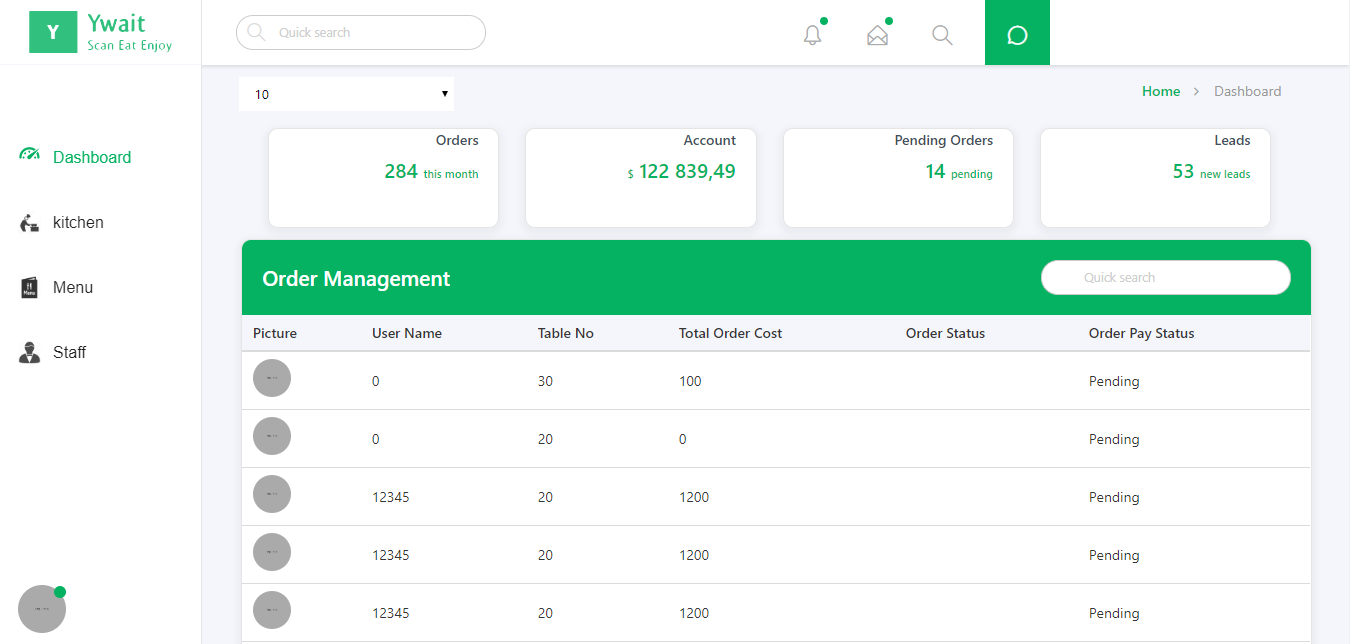 Y
Ywait
Scan Eat Enjoy
Quick search
10
Home > Dashboard
Dashboard
kitchen
Menu
Staff
Orders
284 this month
Account
$ 122 839,49
Pending Orders
14 pending
Leads
53 new leads
Order Management
Quick search
Picture User Name Table No Total Order Cost Order Status Order Pay Status
0 30 100 Pending
0 20 0 Pending
12345 20 1200 Pending
12345 20 1200 Pending
12345 20 1200 Pending